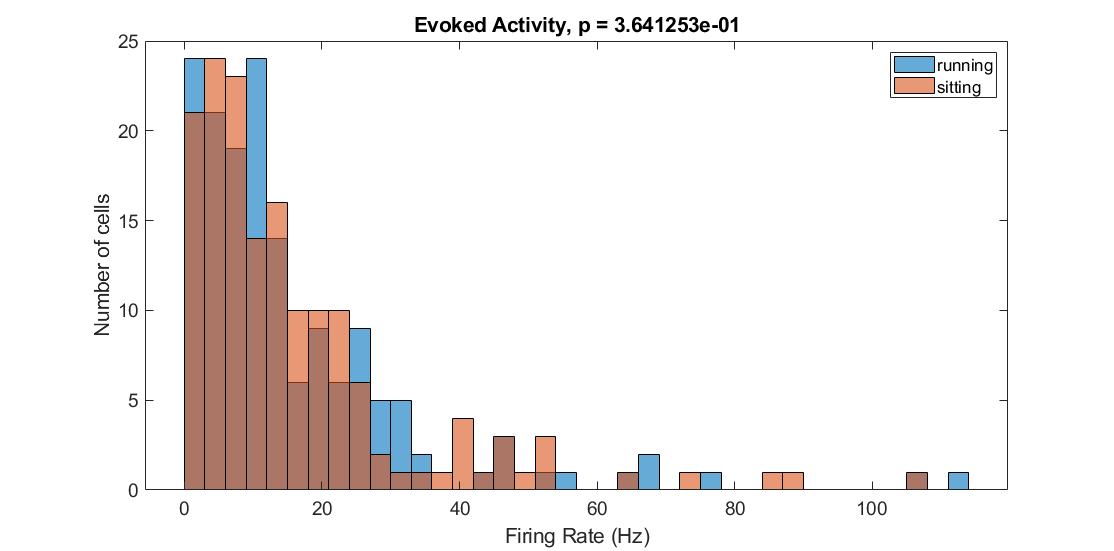 Evoked Activity, p = 3.641253e-01
running
sitting
25
20
15
10
5
0
Number of cells
0 20 40 60 80 100
Firing Rate (Hz)